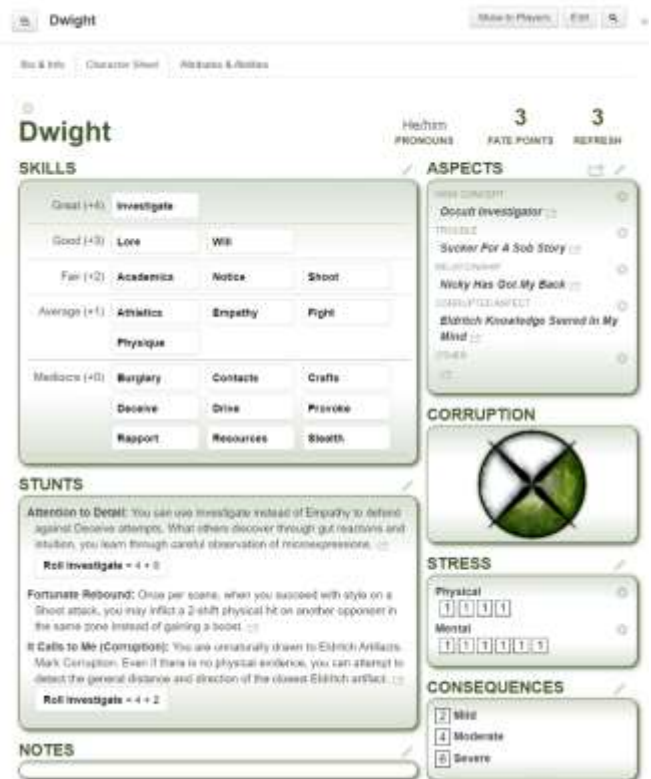 Dwight
Show to Players
Edit
Bio & Info
Character Sheet
Attributes & Abilities
Dwight
He/him
PRONOUNS
3
FATE POINTS
3
REFRESH
SKILLS
Great (+4) Investigate
Good (+3) Lore Will
Fair (+2) Academics Notice Shoot
Average (+1) Athletics Empathy Fight
Physique
Mediocre (+0) Burglary Contacts Crafts
Deceive Drive Provoke
Rapport Resources Stealth
STUNTS
Attention to Detail: You can use Investigate instead of Empathy to defend
against Deceive attempts. What others discover through gut reactions and
intuition, you learn through careful observation of microexpressions.
Roll Investigate = 4 + 0
Fortunate Rebound: Once per scene, when you succeed with style on a
Shoot attack, you may inflict a 2-shift physical hit on another opponent in
the same zone instead of gaining a boost.
It Calls to Me (Corruption): You are unnaturally drawn to Eldritch Artifacts.
Mark Corruption. Even if there is no physical evidence, you can attempt to
detect the general distance and direction of the closest Eldritch artifact.
Roll Investigate = 4 + 2
NOTES
ASPECTS
HIGH CONCEPT
Occult Investigator
TROUBLE
Sucker For A Sob Story
RELATIONSHIP
Nicky Has Got My Back
CORRUPTED ASPECT
Eldritch Knowledge Seared In My
Mind
OTHER
CORRUPTION
STRESS
Physical
1 1 1 1
Mental
1 1 1 1 1 1
CONSEQUENCES
2 Mild
4 Moderate
6 Severe